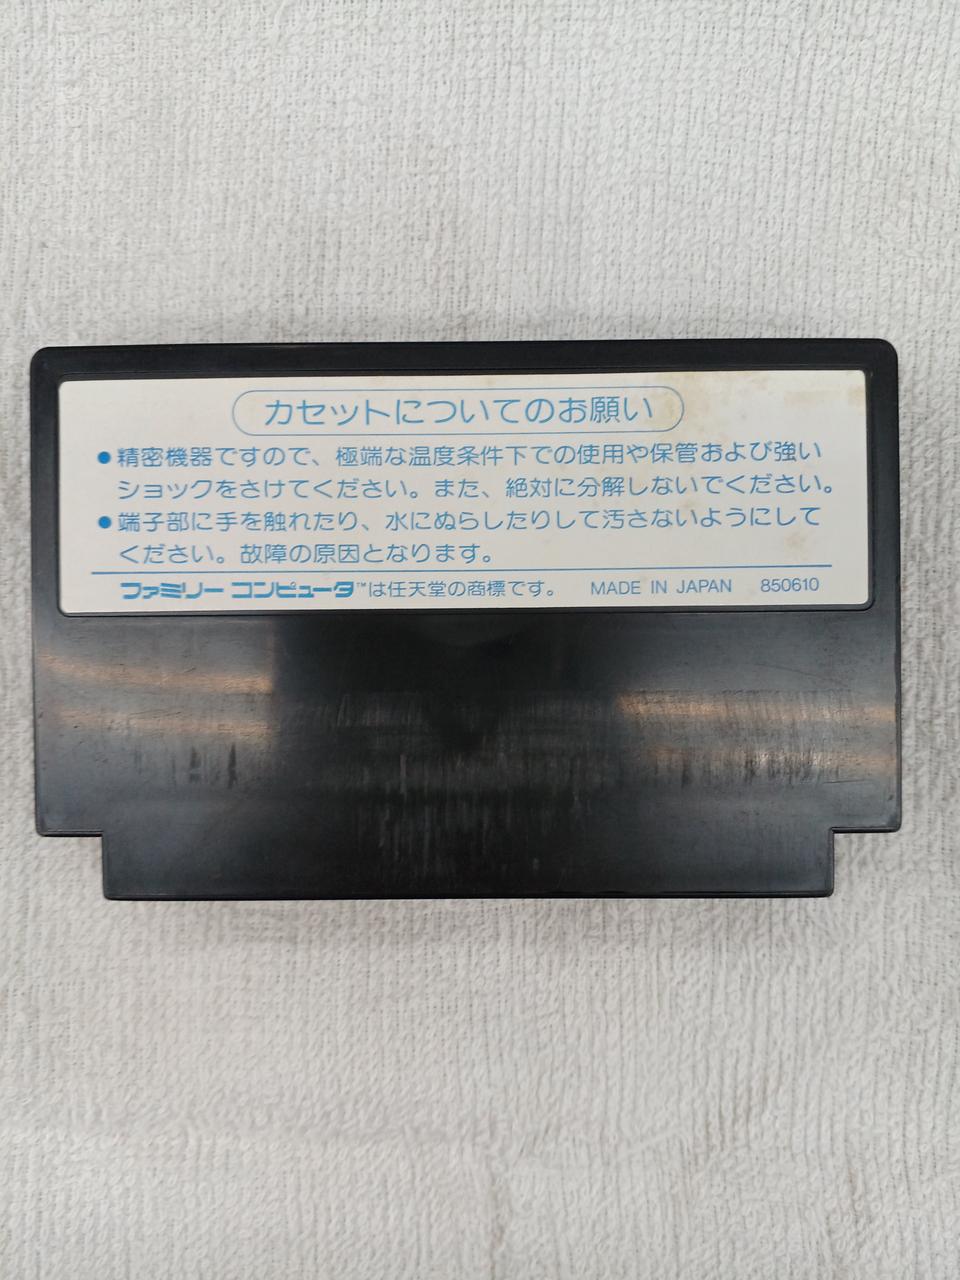 カセットについてのお願い
●精密機器ですので、極端な温度条件下での使用や保管および強い
ショックをさけてください。また、絶対に分解しないでください。
●端子部に手を触れたり、水にぬらしたりして汚さないようにして
ください。故障の原因となります。
ファミリー コンピュータ™は任天堂の商標です。 MADE IN JAPAN 850610